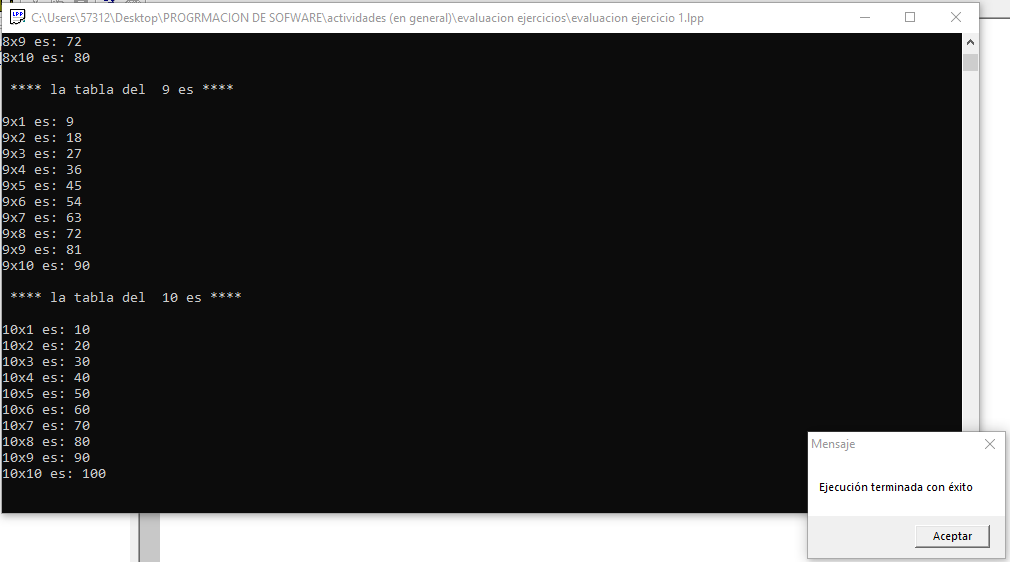 C:\Users\57312\Desktop\PROGRMACION DE SOFWARE\actividades (en general)\evaluacion ejercicios\evaluacion ejercicio 1.lpp
8x9 es: 72
8x10 es: 80
**** la tabla del  9 es ****
9x1 es: 9
9x2 es: 18
9x3 es: 27
9x4 es: 36
9x5 es: 45
9x6 es: 54
9x7 es: 63
9x8 es: 72
9x9 es: 81
9x10 es: 90
**** la tabla del  10 es ****
10x1 es: 10
10x2 es: 20
10x3 es: 30
10x4 es: 40
10x5 es: 50
10x6 es: 60
10x7 es: 70
10x8 es: 80
10x9 es: 90
10x10 es: 100
Mensaje
Ejecución terminada con éxito
Aceptar